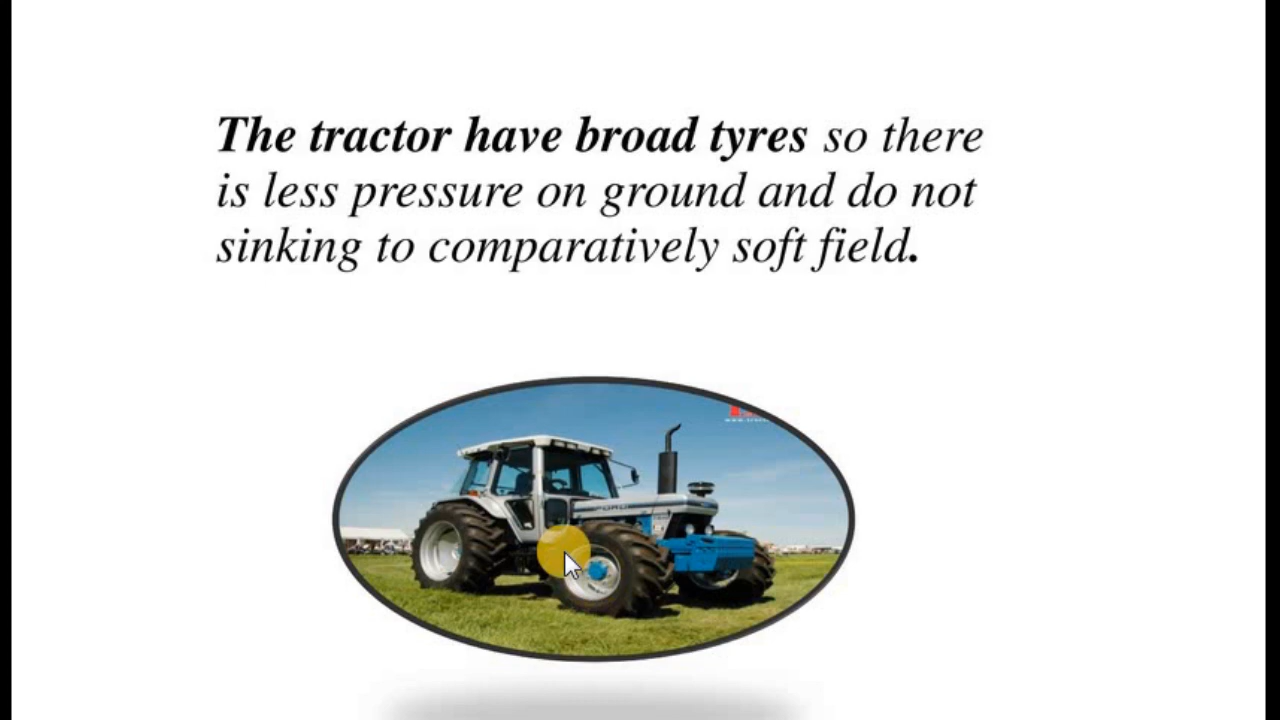 The tractor have broad tyres so there
is less pressure on ground and do not
sinking to comparatively soft field.
FORD